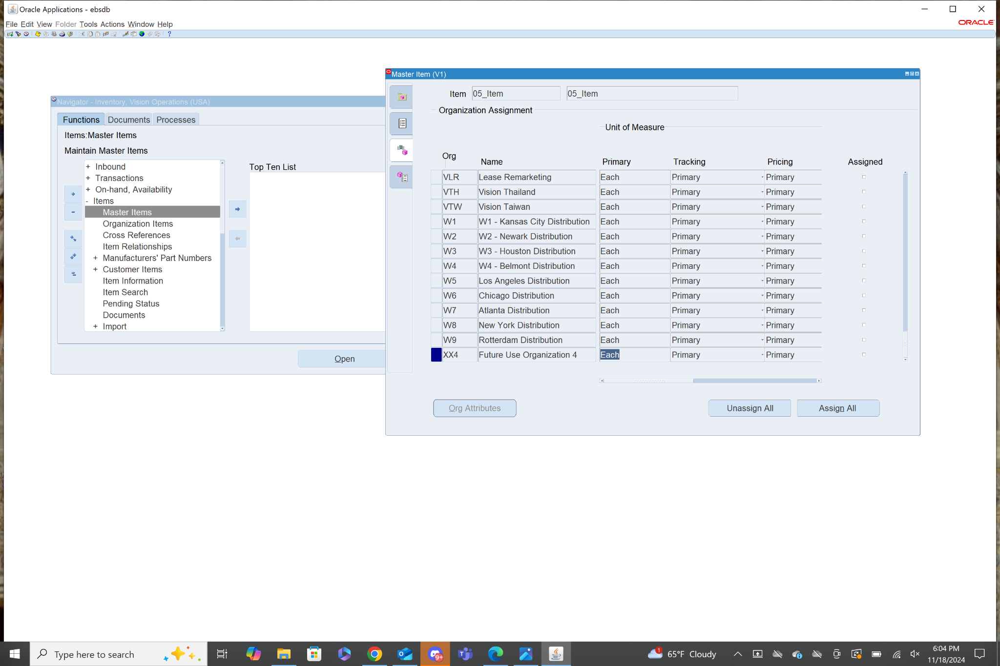 Oracle Applications - ebsdb
File Edit View Folder Tools Actions Window Help
ORACLE
Navigator - Inventory, Vision Operations (USA)
Functions Documents Processes
Items:Master Items
Maintain Master Items
+ Inbound
+ Transactions
+ On-hand, Availability
- Items
Master Items
Organization Items
Cross References
Item Relationships
+ Manufacturers' Part Numbers
+ Customer Items
Item Information
Item Search
Pending Status
Documents
+ Import
Top Ten List
Open
Master Item (V1)
Item 05_Item 05_Item
Organization Assignment
Unit of Measure
Org Name Primary Tracking Pricing Assigned
VLR Lease Remarketing Each Primary Primary
VTH Vision Thailand Each Primary Primary
VTW Vision Taiwan Each Primary Primary
W1 W1 - Kansas City Distribution Each Primary Primary
W2 W2 - Newark Distribution Each Primary Primary
W3 W3 - Houston Distribution Each Primary Primary
W4 W4 - Belmont Distribution Each Primary Primary
W5 Los Angeles Distribution Each Primary Primary
W6 Chicago Distribution Each Primary Primary
W7 Atlanta Distribution Each Primary Primary
W8 New York Distribution Each Primary Primary
W9 Rotterdam Distribution Each Primary Primary
XX4 Future Use Organization 4 Each Primary Primary
Org Attributes Unassign All Assign All
Type here to search
9+
1
65°F Cloudy
6:04 PM
11/18/2024